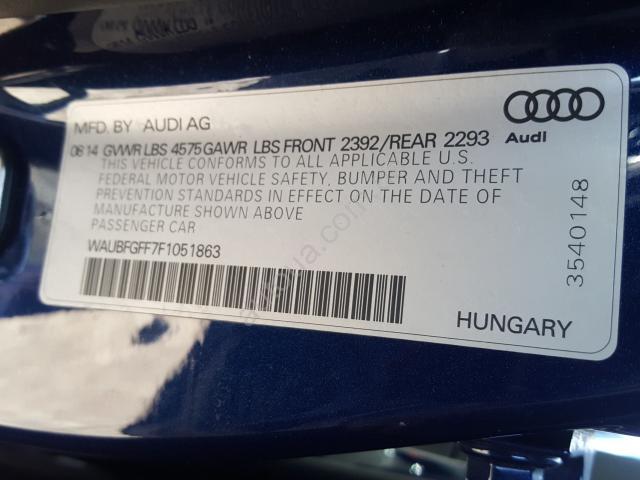 MFD. BY AUDI AG
08.14 GVWR LBS 4575 GAWR LBS FRONT 2392/REAR 2293
THIS VEHICLE CONFORMS TO ALL APPLICABLE U.S.
FEDERAL MOTOR VEHICLE SAFETY, BUMPER AND THEFT
PREVENTION STANDARDS IN EFFECT ON THE DATE OF
MANUFACTURE SHOWN ABOVE
PASSENGER CAR
WAUBFGFF7F1051863
Audi
3540148
HUNGARY